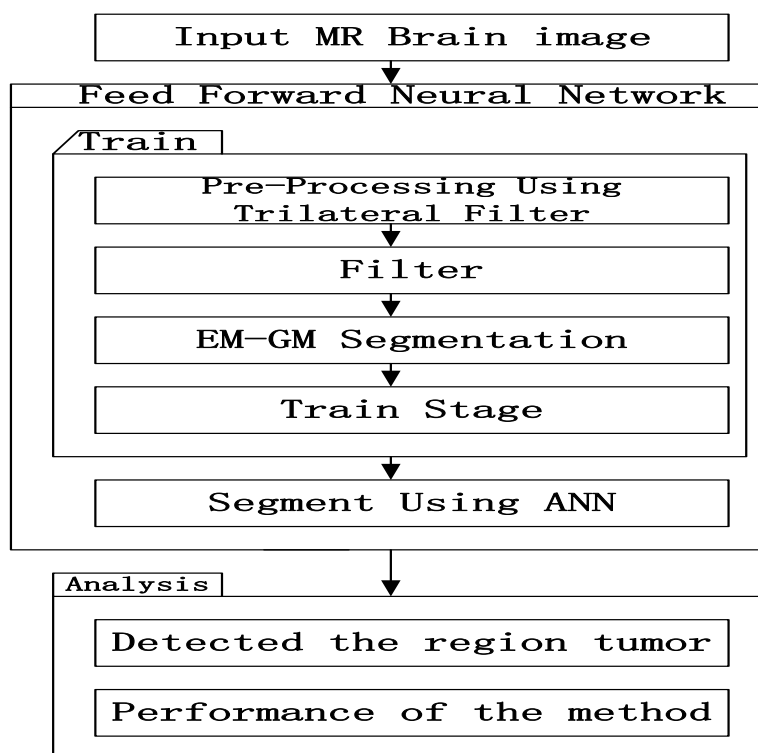 Input MR Brain image
Feed Forward Neural Network
Train
Pre-Processing Using
Trilateral Filter
Filter
EM-GM Segmentation
Train Stage
Segment Using ANN
Analysis
Detected the region tumor
Performance of the method